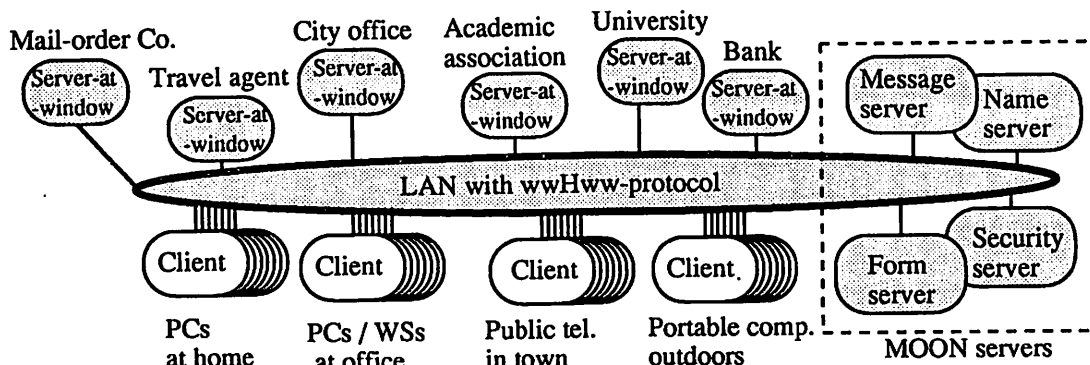 Mail-order Co.
Server-at
-window
Travel agent
Server-at
-window
City office
Server-at
-window
Academic
association
Server-at
-window
University
Server-at
-window
Bank
Server-at
-window
Message
server
Name
server
LAN with wwHww-protocol
Client
Client
Client
Client.
Form
server
Security
server
PCs
at home
PCs / WSs
at office
Public tel.
in town
Portable comp.
outdoors
MOON servers